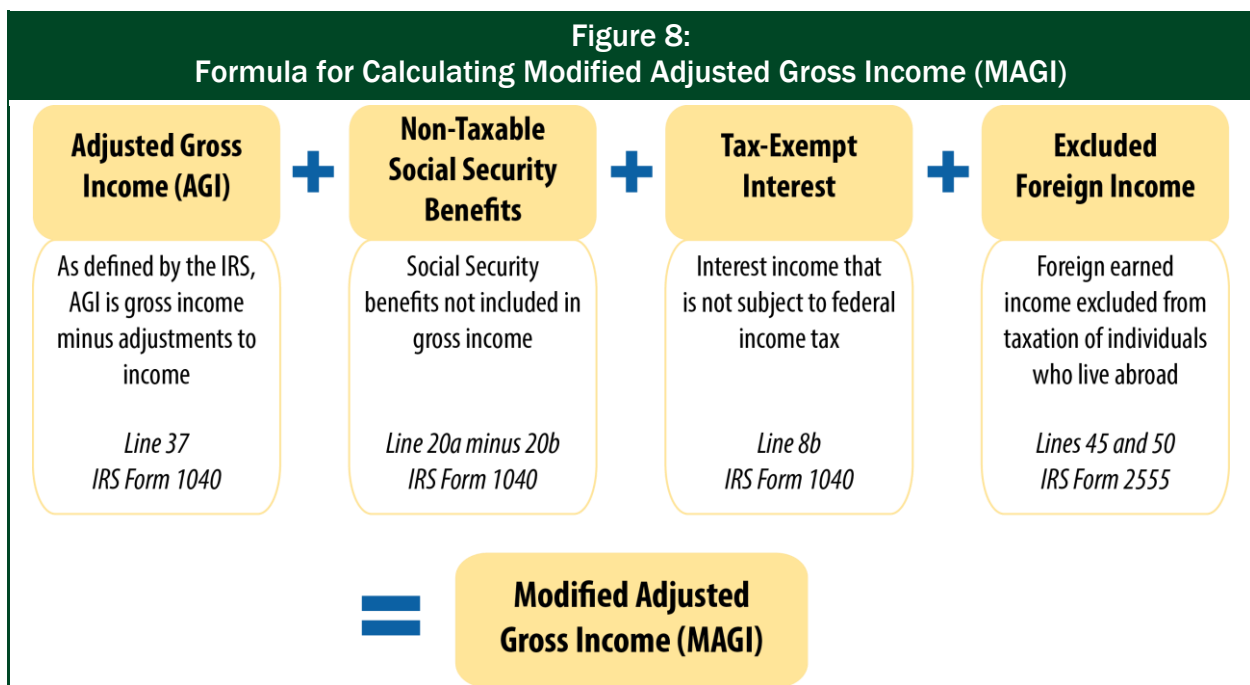 Figure 8:
Formula for Calculating Modified Adjusted Gross Income (MAGI)
Adjusted Gross
Income (AGI)
+
Non-Taxable
Social Security
Benefits
+
Tax-Exempt
Interest
+
Excluded
Foreign Income
As defined by the IRS,
AGI is gross income
minus adjustments to
income
Line 37
IRS Form 1040
Social Security
benefits not included in
gross income
Line 20a minus 20b
IRS Form 1040
Interest income that
is not subject to federal
income tax
Line 8b
IRS Form 1040
Foreign earned
income excluded from
taxation of individuals
who live abroad
Lines 45 and 50
IRS Form 2555
=
Modified Adjusted
Gross Income (MAGI)